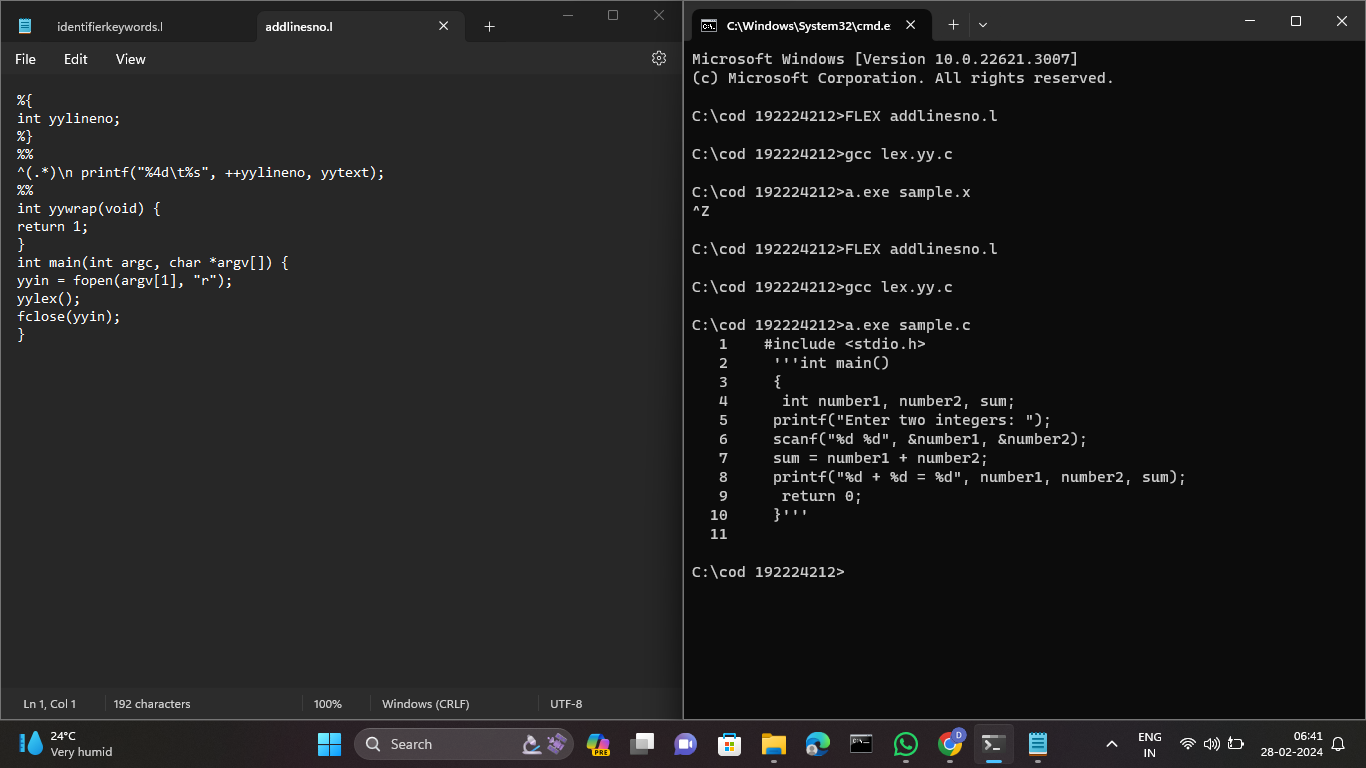 identifierkeywords.l
addlinesno.l
File Edit View
%{
int yylineno;
%}
%%
^(.*)\n printf("%4d\t%s", ++yylineno, yytext);
%%
int yywrap(void) {
return 1;
}
int main(int argc, char *argv[]) {
yyin = fopen(argv[1], "r");
yylex();
fclose(yyin);
}
Ln 1, Col 1 192 characters 100% Windows (CRLF) UTF-8
C:\Windows\System32\cmd.e
Microsoft Windows [Version 10.0.22621.3007]
(c) Microsoft Corporation. All rights reserved.
C:\cod 192224212>FLEX addlinesno.l
C:\cod 192224212>gcc lex.yy.c
C:\cod 192224212>a.exe sample.x
^Z
C:\cod 192224212>FLEX addlinesno.l
C:\cod 192224212>gcc lex.yy.c
C:\cod 192224212>a.exe sample.c
1 #include <stdio.h>
2 '''int main()
3 {
4 int number1, number2, sum;
5 printf("Enter two integers: ");
6 scanf("%d %d", &number1, &number2);
7 sum = number1 + number2;
8 printf("%d + %d = %d", number1, number2, sum);
9 return 0;
10 }'''
11
C:\cod 192224212>
24°C
Very humid
Search
PRE
D
ENG
IN
06:41
28-02-2024